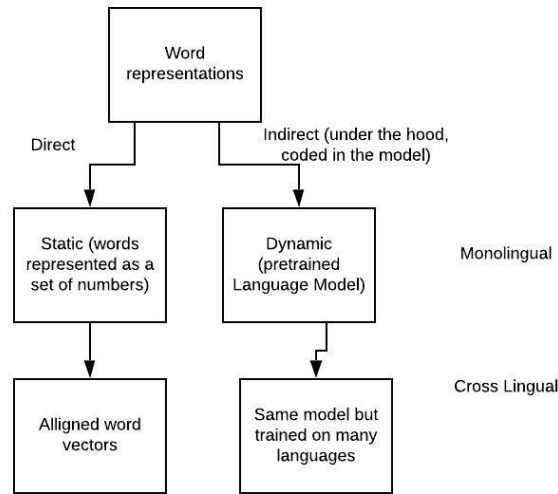 Word
representations
Direct
Indirect (under the hood,
coded in the model)
Static (words
represented as a
set of numbers)
Dynamic
(pretrained
Language Model)
Monolingual
Alligned word
vectors
Same model but
trained on many
languages
Cross Lingual